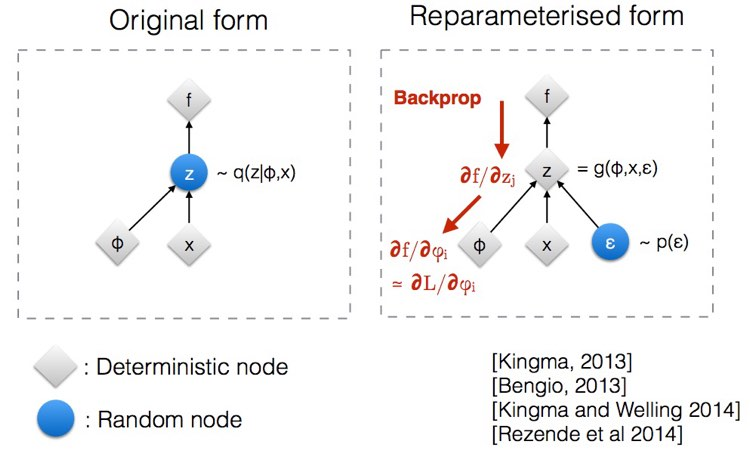 Original form
f
z
~ q(z|ϕ,x)
ϕ
x
Reparameterised form
Backprop
f
∂f/∂zⱼ
z
= g(ϕ,x,ε)
∂f/∂φᵢ
≃ ∂L/∂φᵢ
ϕ
x
ε
~ p(ε)
: Deterministic node
: Random node
[Kingma, 2013]
[Bengio, 2013]
[Kingma and Welling 2014]
[Rezende et al 2014]